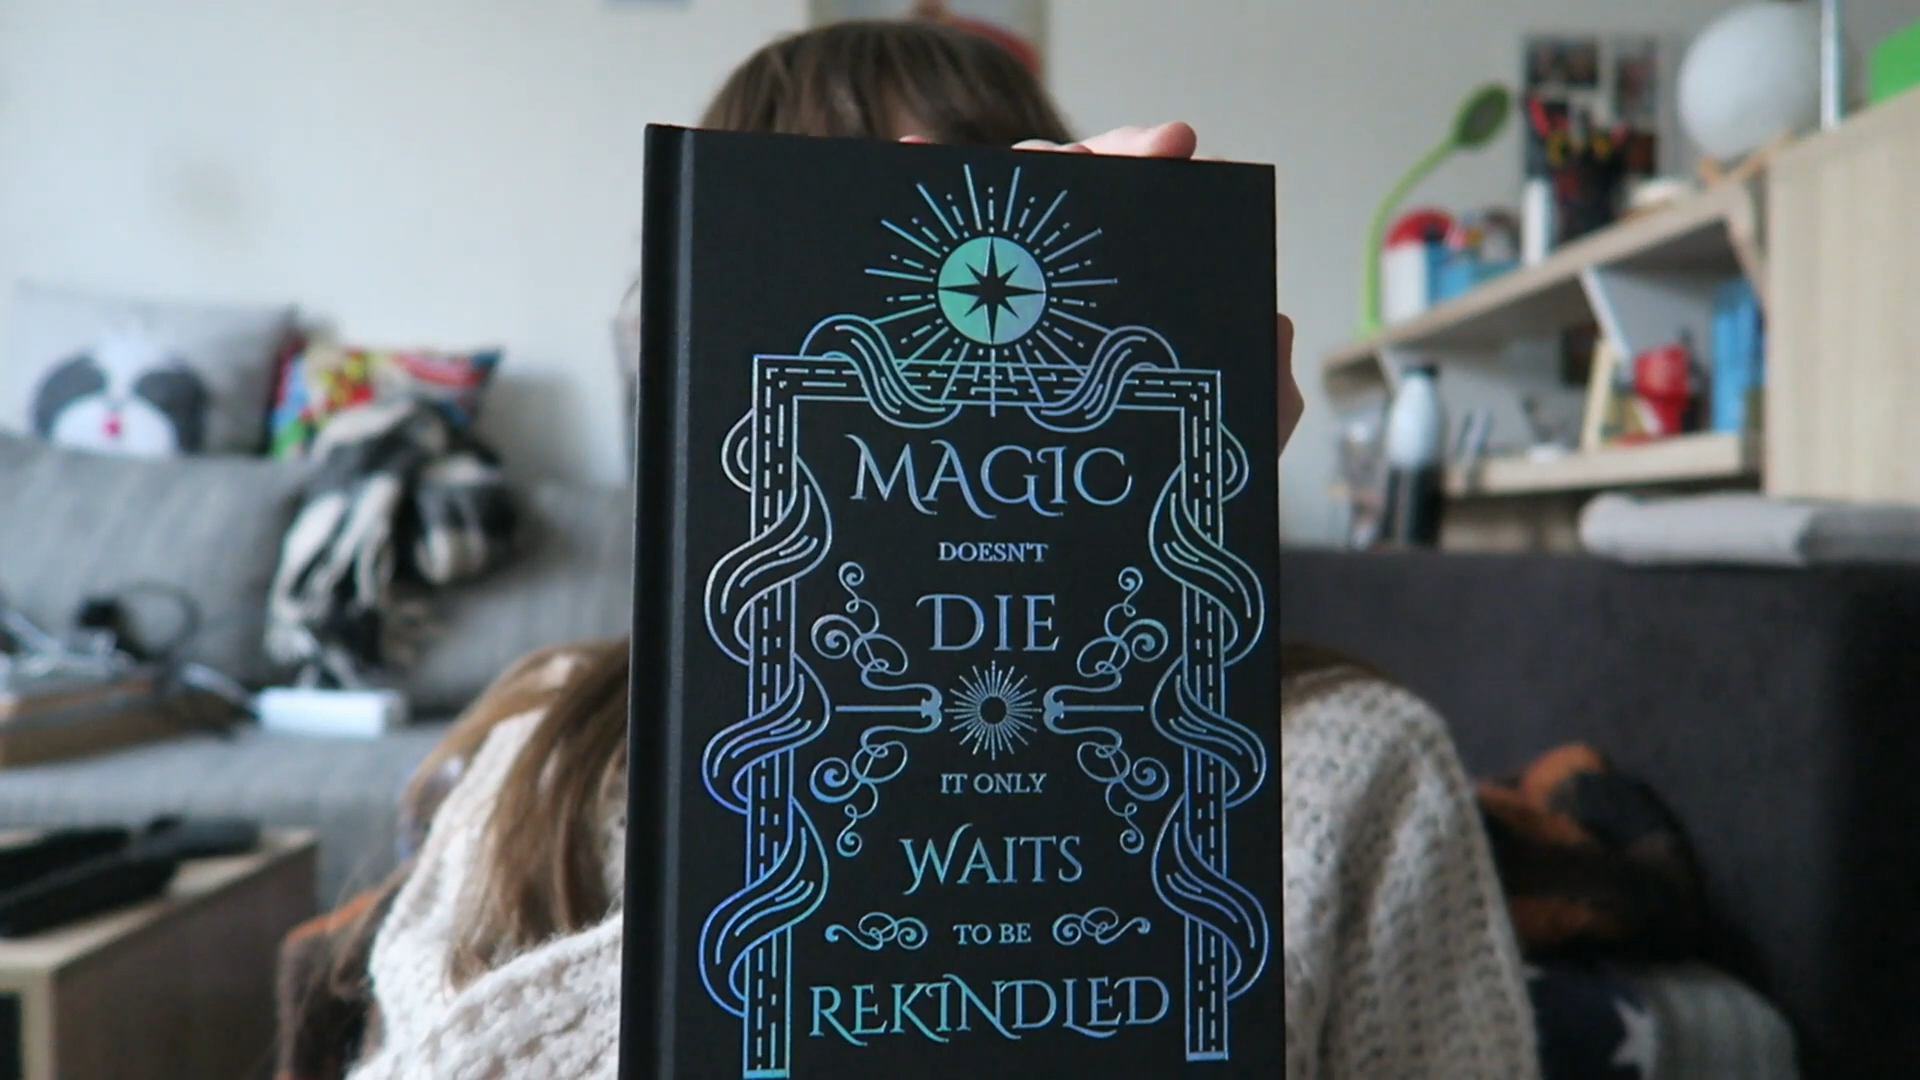 MAGIC
DOESN'T
DIE
IT ONLY
WAITS
TO BE
REKINDLED